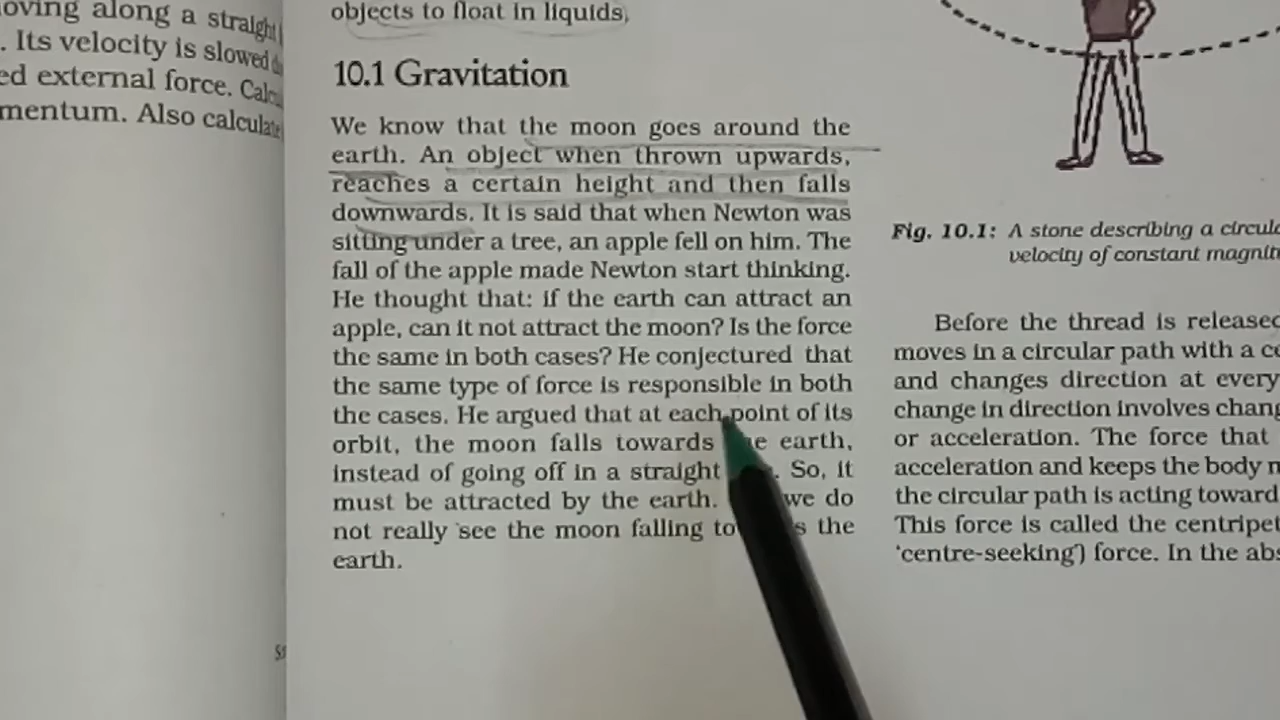 oving along a straight
. Its velocity is slowed
ed external force.
mentum. Also calculate
objects to float in liquids.
10.1 Gravitation
We know that the moon goes around the
earth. An object when thrown upwards,
reaches a certain height and then falls
downwards. It is said that when Newton was
sitting under a tree, an apple fell on him. The
fall of the apple made Newton start thinking.
He thought that: if the earth can attract an
apple, can it not attract the moon? Is the force
the same in both cases? He conjectured that
the same type of force is responsible in both
the cases. He argued that at each point of its
orbit, the moon falls towards earth,
instead of going off in a straight . So, it
must be attracted by the earth. we do
not really see the moon falling the
earth.
Fig. 10.1: A stone describing a
velocity of constant
Before the thread is released
moves in a circular path with a
and changes direction at every
change in direction involves
or acceleration. The force that
acceleration and keeps the body
the circular path is acting
This force is called the
'centre-seeking') force. In the